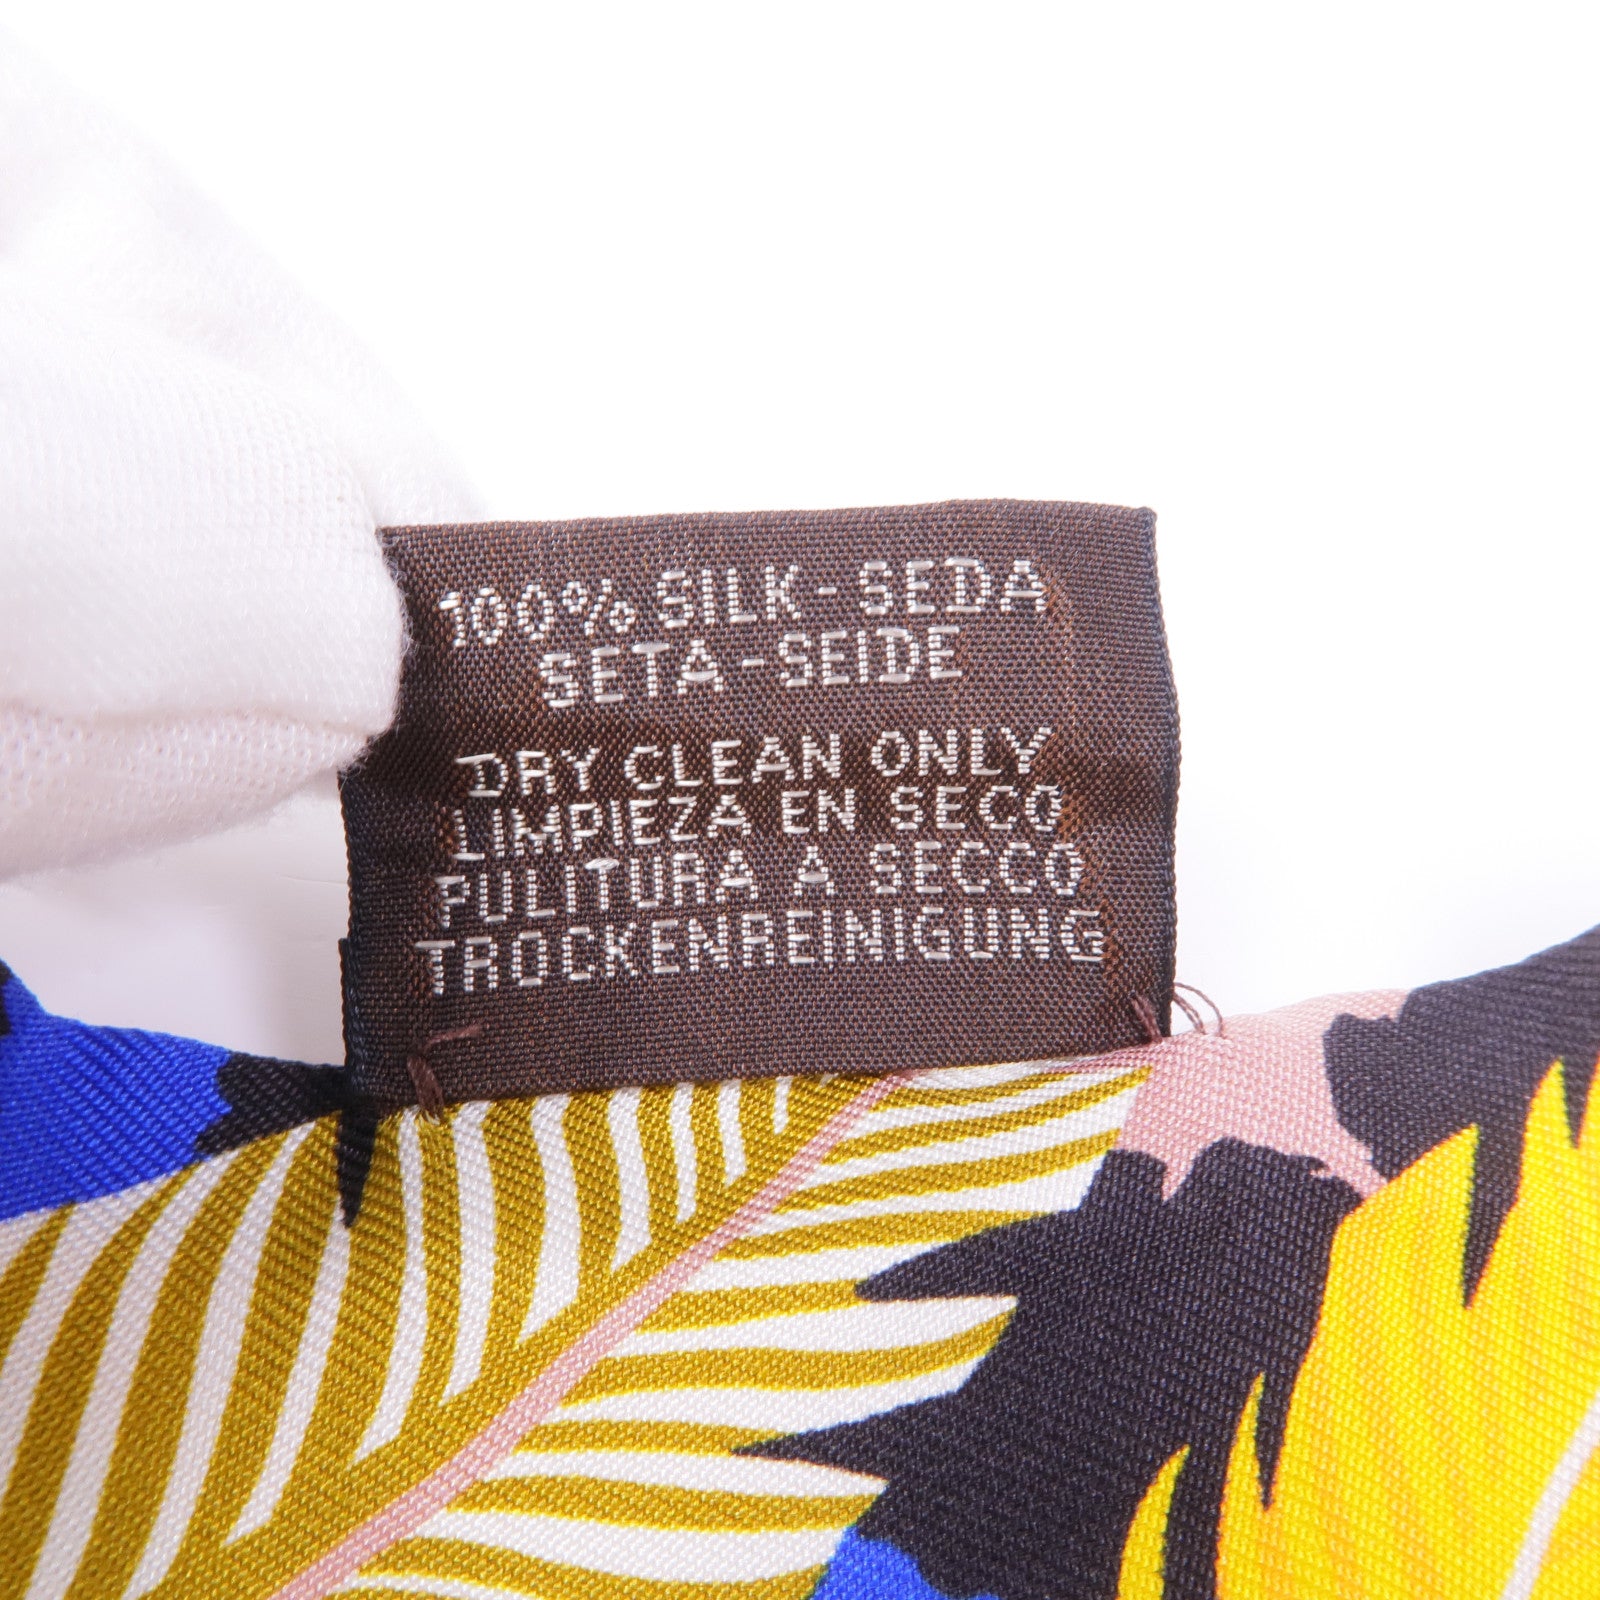 100% SILK-SEDA
SETA-SEIDE
DRY CLEAN ONLY
LIMPIEZA EN SECO
PULITURA A SECCO
TROCKENREINIGUNG